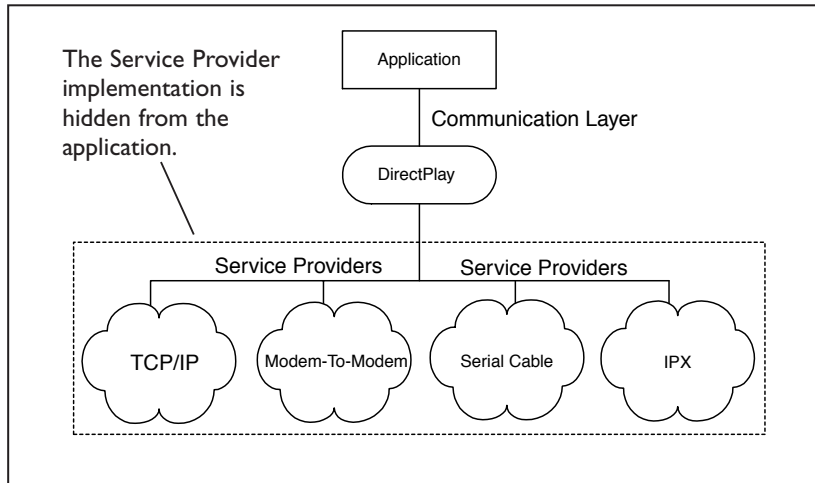 The Service Provider
implementation is
hidden from the
application.
Application
Communication Layer
DirectPlay
Service Providers
Service Providers
TCP/IP
Modem-To-Modem
Serial Cable
IPX